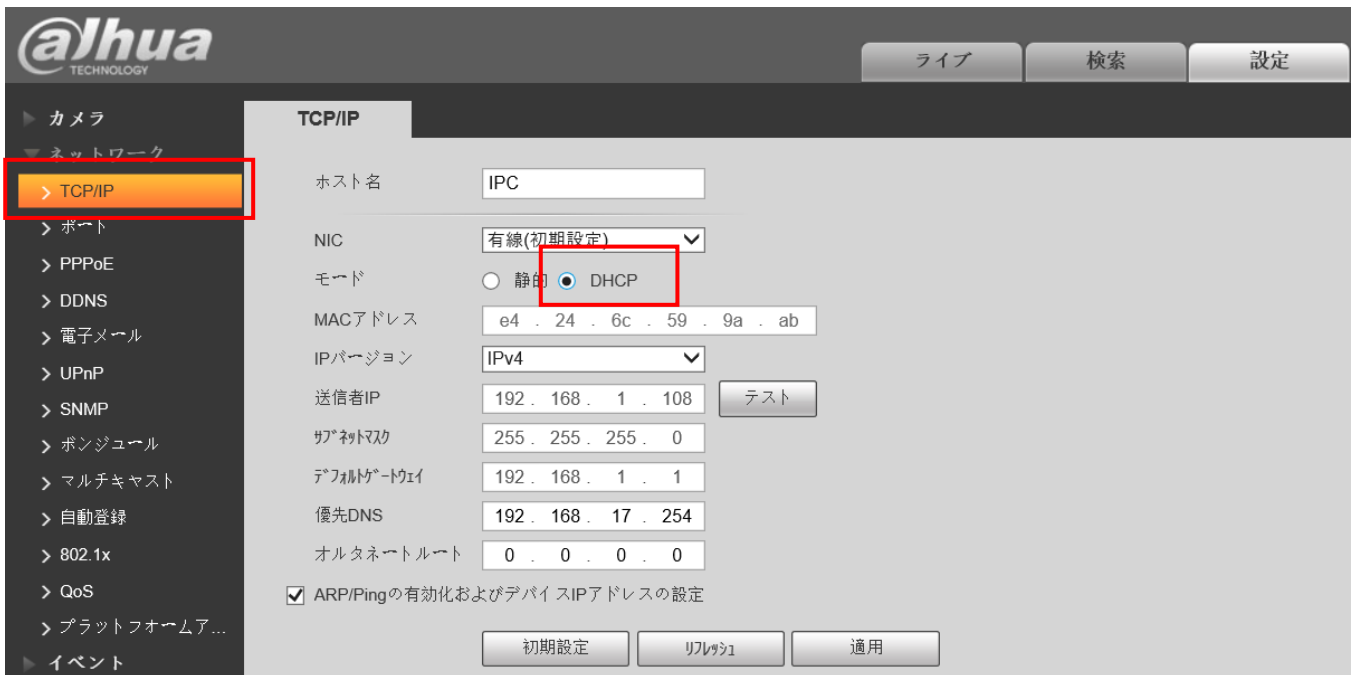 alhua
TECHNOLOGY
ライブ
検索
設定
カメラ
ネットワーク
TCP/IP
ポート
PPPoE
DDNS
電子メール
UPnP
SNMP
ボンジュール
マルチキャスト
自動登録
802.1x
QoS
プラットフォームア...
イベント
TCP/IP
ホスト名 IPC
NIC 有線(初期設定)
モード 静的 DHCP
MACアドレス e4 . 24 . 6c . 59 . 9a . ab
IPバージョン IPv4
送信者IP 192 . 168 . 1 . 108 テスト
ｻﾌﾞﾈｯﾄﾏｽｸ 255 . 255 . 255 . 0
ﾃﾞﾌｫﾙﾄｹﾞｰﾄｳｪｲ 192 . 168 . 1 . 1
優先DNS 192 . 168 . 17 . 254
オルタネートルート 0 . 0 . 0 . 0
ARP/Pingの有効化およびデバイスIPアドレスの設定
初期設定 ﾘﾌﾚｯｼｭ 適用